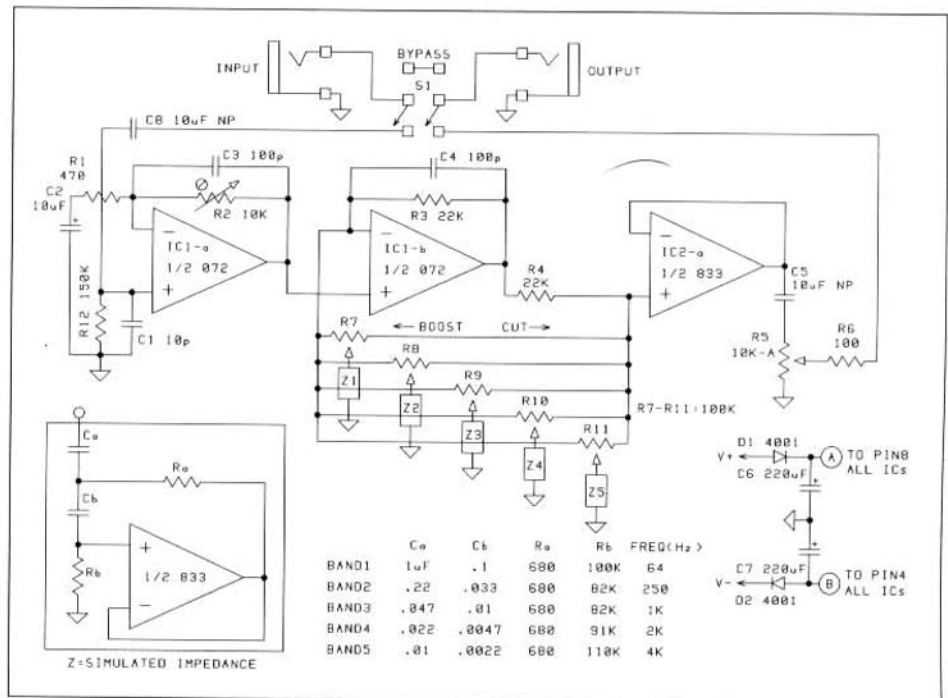 INPUT
BYPASS
S1
OUTPUT
C8 10uF NP
R1
470
C2
10uF
C3 100p
R2 10K
IC1-a
1/2 072
R12 150K
C1 10p
C4 100p
R3 22K
IC1-b
1/2 072
R4
22K
IC2-a
1/2 833
C5
10uF NP
R5
10K-A
R6
100
← BOOST CUT →
R7
R8
R9
R10
R11
R7-R11:100K
Z1
Z2
Z3
Z4
Z5
D1 4001
V+
A
TO PIN8
ALL ICs
C6 220uF
+
+
C7 220uF
V-
B
TO PIN4
ALL ICs
D2 4001
Ca
Ra
Cb
Rb
+
1/2 833
−
Z=SIMULATED IMPEDANCE
Ca Cb Ra Rb FREQ(Hz)
BAND1 1uF .1 680 100K 64
BAND2 .22 .033 680 82K 250
BAND3 .047 .01 680 82K 1K
BAND4 .022 .0047 680 91K 2K
BAND5 .01 .0022 680 110K 4K